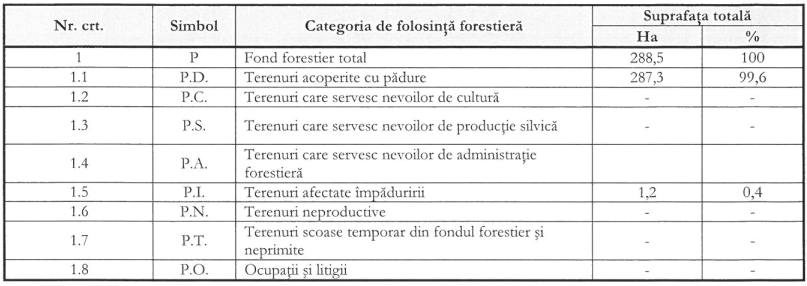 Nr. crt. Simbol Categoria de folosință forestieră Suprafața totală
Ha %
1 P Fond forestier total 288,5 100
1.1 P.D. Terenuri acoperite cu pădure 287,3 99,6
1.2 P.C. Terenuri care servesc nevoilor de cultură - -
1.3 P.S. Terenuri care servesc nevoilor de producție silvică - -
1.4 P.A. Terenuri care servesc nevoilor de administrație
forestieră
1.5 P.I. Terenuri afectate împăduririi 1,2 0,4
1.6 P.N. Terenuri neproductive - -
1.7 P.T. Terenuri scoase temporar din fondul forestier și
neprimite - -
1.8 P.O. Ocupații și litigii - -